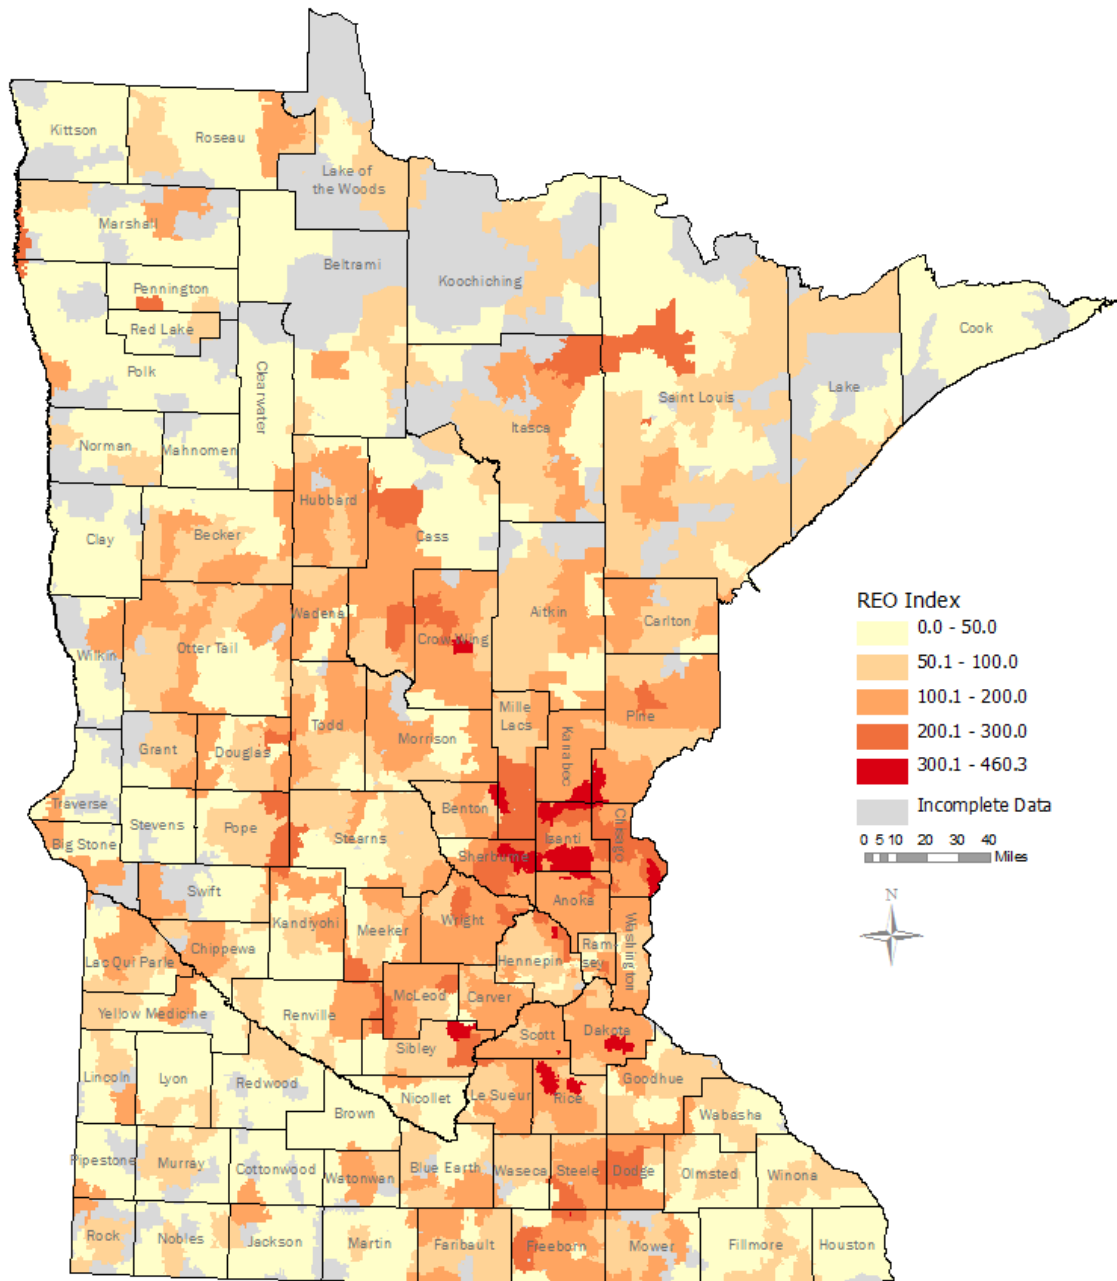 Kittson
Roseau
Lake of
the Woods
Marshall
Beltrami
Koochiching
Pennington
Red Lake
Cook
Polk
Clearwater
Lake
Saint Louis
Itasca
Norman
Mahnomen
Hubbard
Clay
Becker
Cass
REO Index
0.0 - 50.0
50.1 - 100.0
100.1 - 200.0
200.1 - 300.0
300.1 - 460.3
Incomplete Data
0 5 10 20 30 40
Miles
N
Wadena
Aitkin
Carlton
Crow Wing
Otter Tail
Wilkin
Mille
Lacs
Pine
Todd
Morrison
Kanabec
Grant
Douglas
Traverse
Benton
Stevens
Pope
Stearns
Isanti
Chisago
Big Stone
Sherburne
Swift
Anoka
Kandiyohi
Meeker
Wright
Washington
Chippewa
Ram-
sey
Hennepin
Lac Qui Parle
McLeod
Carver
Yellow Medicine
Renville
Scott
Dakota
Sibley
Lincoln
Lyon
Redwood
Goodhue
Nicollet
Le Sueur
Rice
Brown
Wabasha
Pipestone
Murray
Cottonwood
Watonwan
Blue Earth
Waseca
Steele
Dodge
Olmsted
Winona
Rock
Nobles
Jackson
Martin
Faribault
Freeborn
Mower
Fillmore
Houston